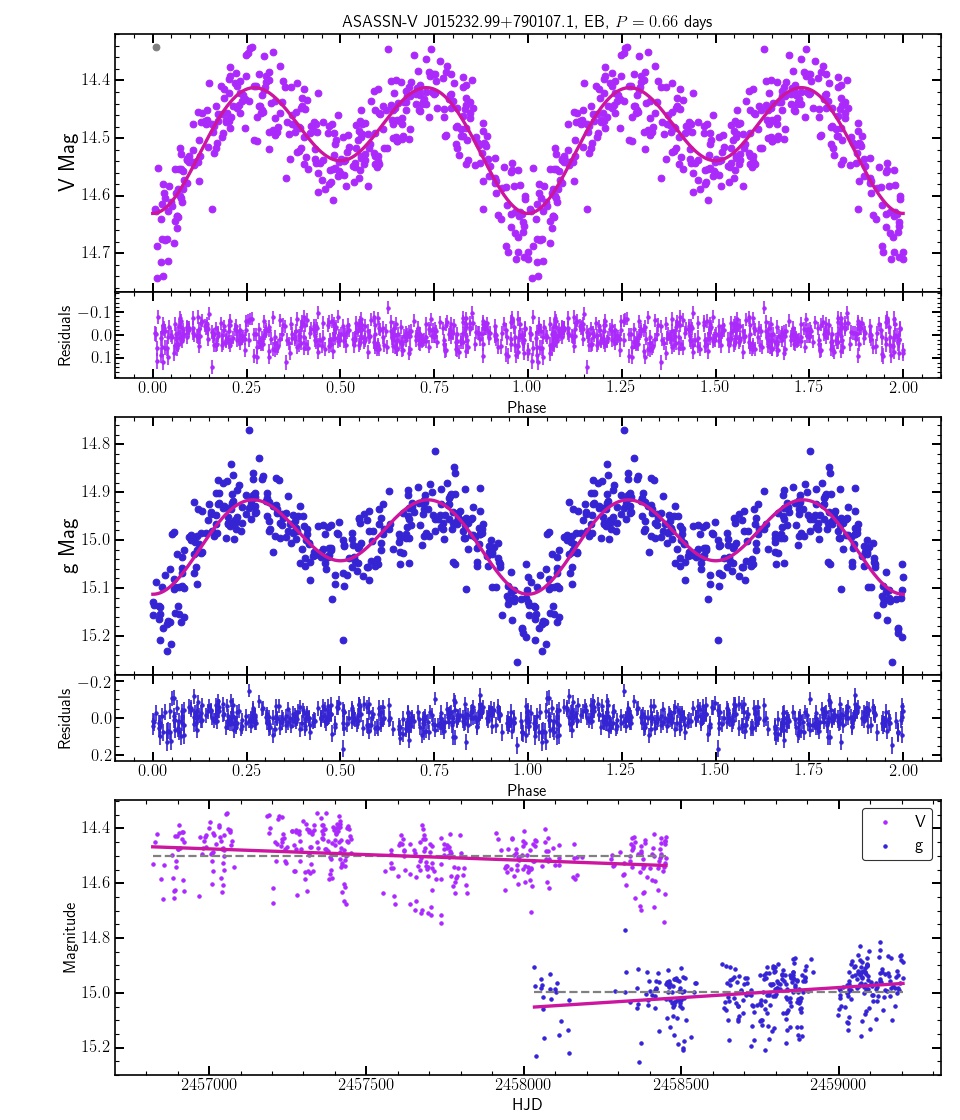 ASASSN-V J015232.99+790107.1, EB, P = 0.66 days
V Mag
14.4
14.5
14.6
14.7
Residuals
−0.1
0.0
0.1
0.00 0.25 0.50 0.75 1.00 1.25 1.50 1.75 2.00
Phase
g Mag
14.8
14.9
15.0
15.1
15.2
Residuals
−0.2
0.0
0.2
0.00 0.25 0.50 0.75 1.00 1.25 1.50 1.75 2.00
Phase
Magnitude
14.4
14.6
14.8
15.0
15.2
V
g
2457000 2457500 2458000 2458500 2459000
HJD